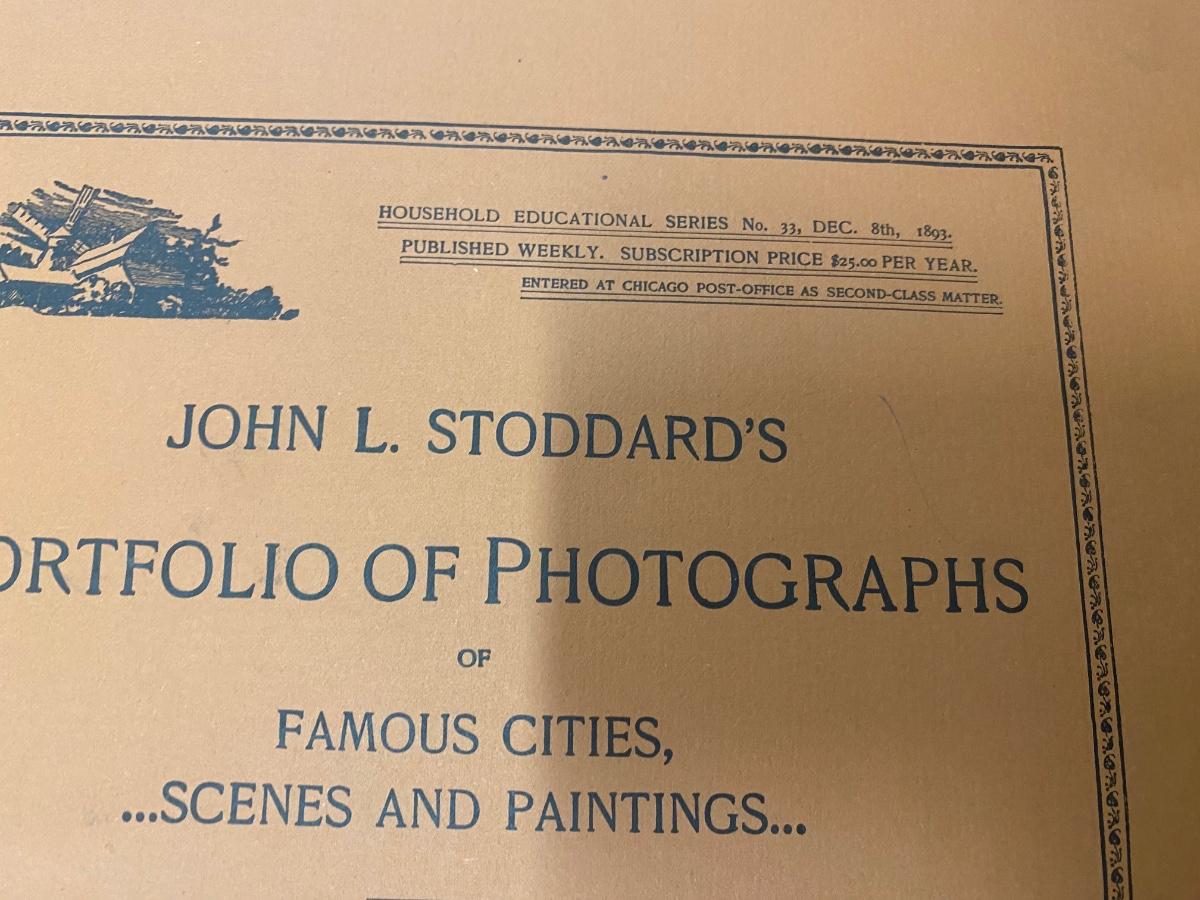 HOUSEHOLD EDUCATIONAL SERIES No. 33, DEC. 8th, 1893.
PUBLISHED WEEKLY. SUBSCRIPTION PRICE $25.00 PER YEAR.
ENTERED AT CHICAGO POST-OFFICE AS SECOND-CLASS MATTER.
JOHN L. STODDARD'S
ORTFOLIO OF PHOTOGRAPHS
OF
FAMOUS CITIES,
...SCENES AND PAINTINGS...